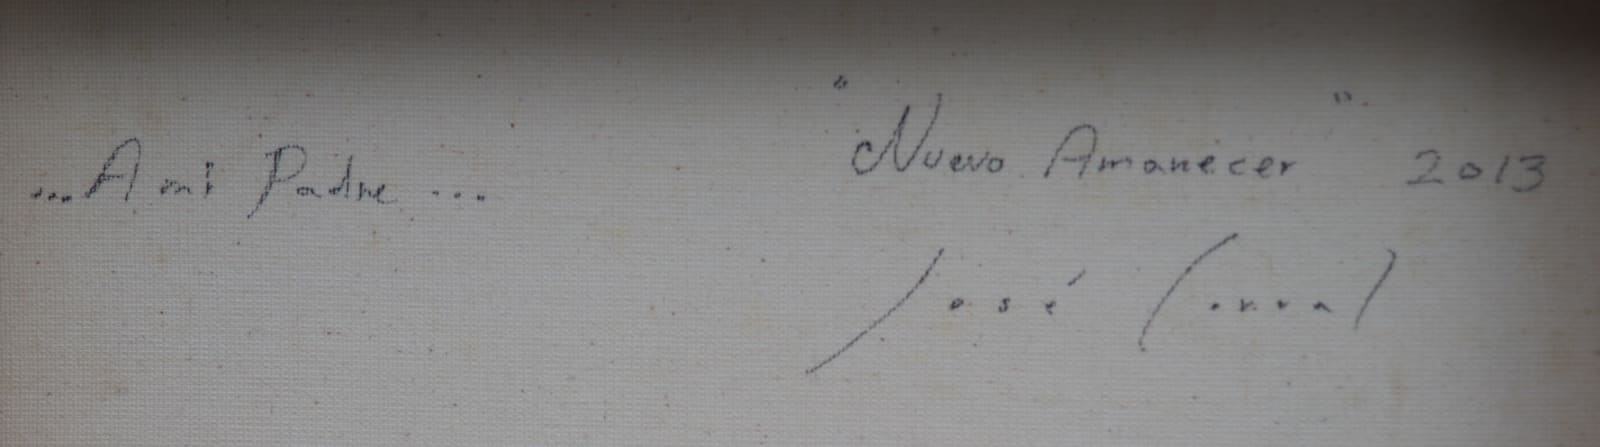 ...A mi Padre...
"Nuevo Amanecer" 2013
José Corral